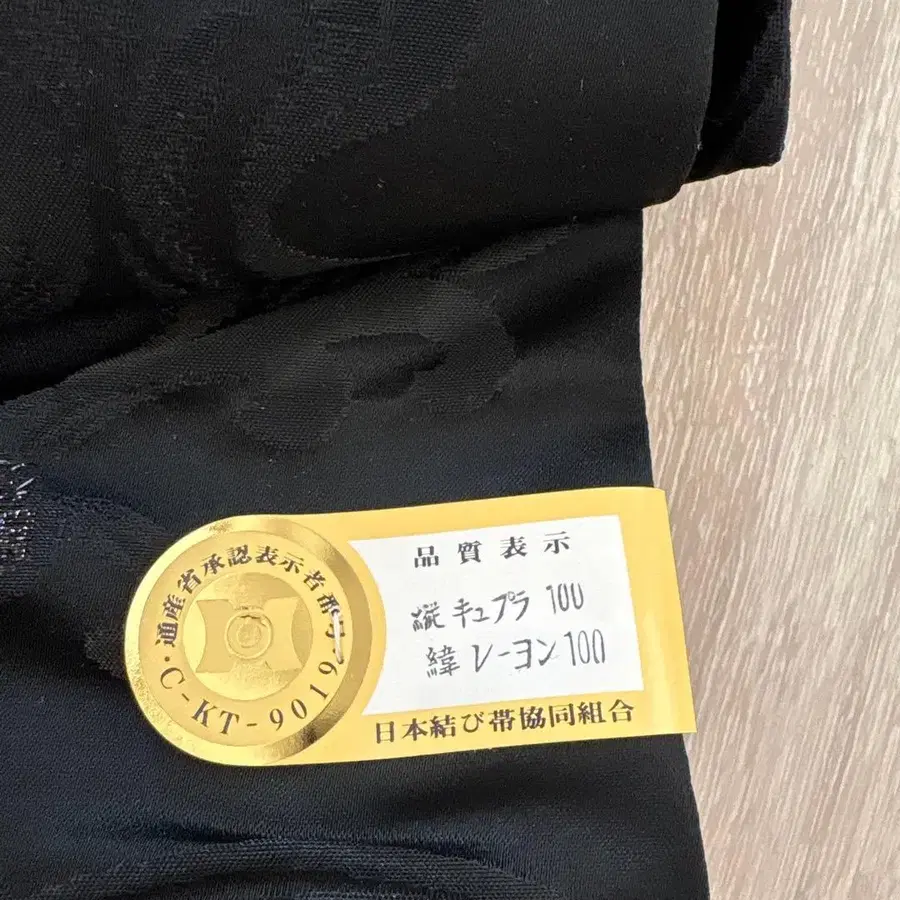 通産省承認表示者番号
C-KT-9019
品質表示
縦 キュプラ 100
緯 レーヨン 100
日本結び帯協同組合